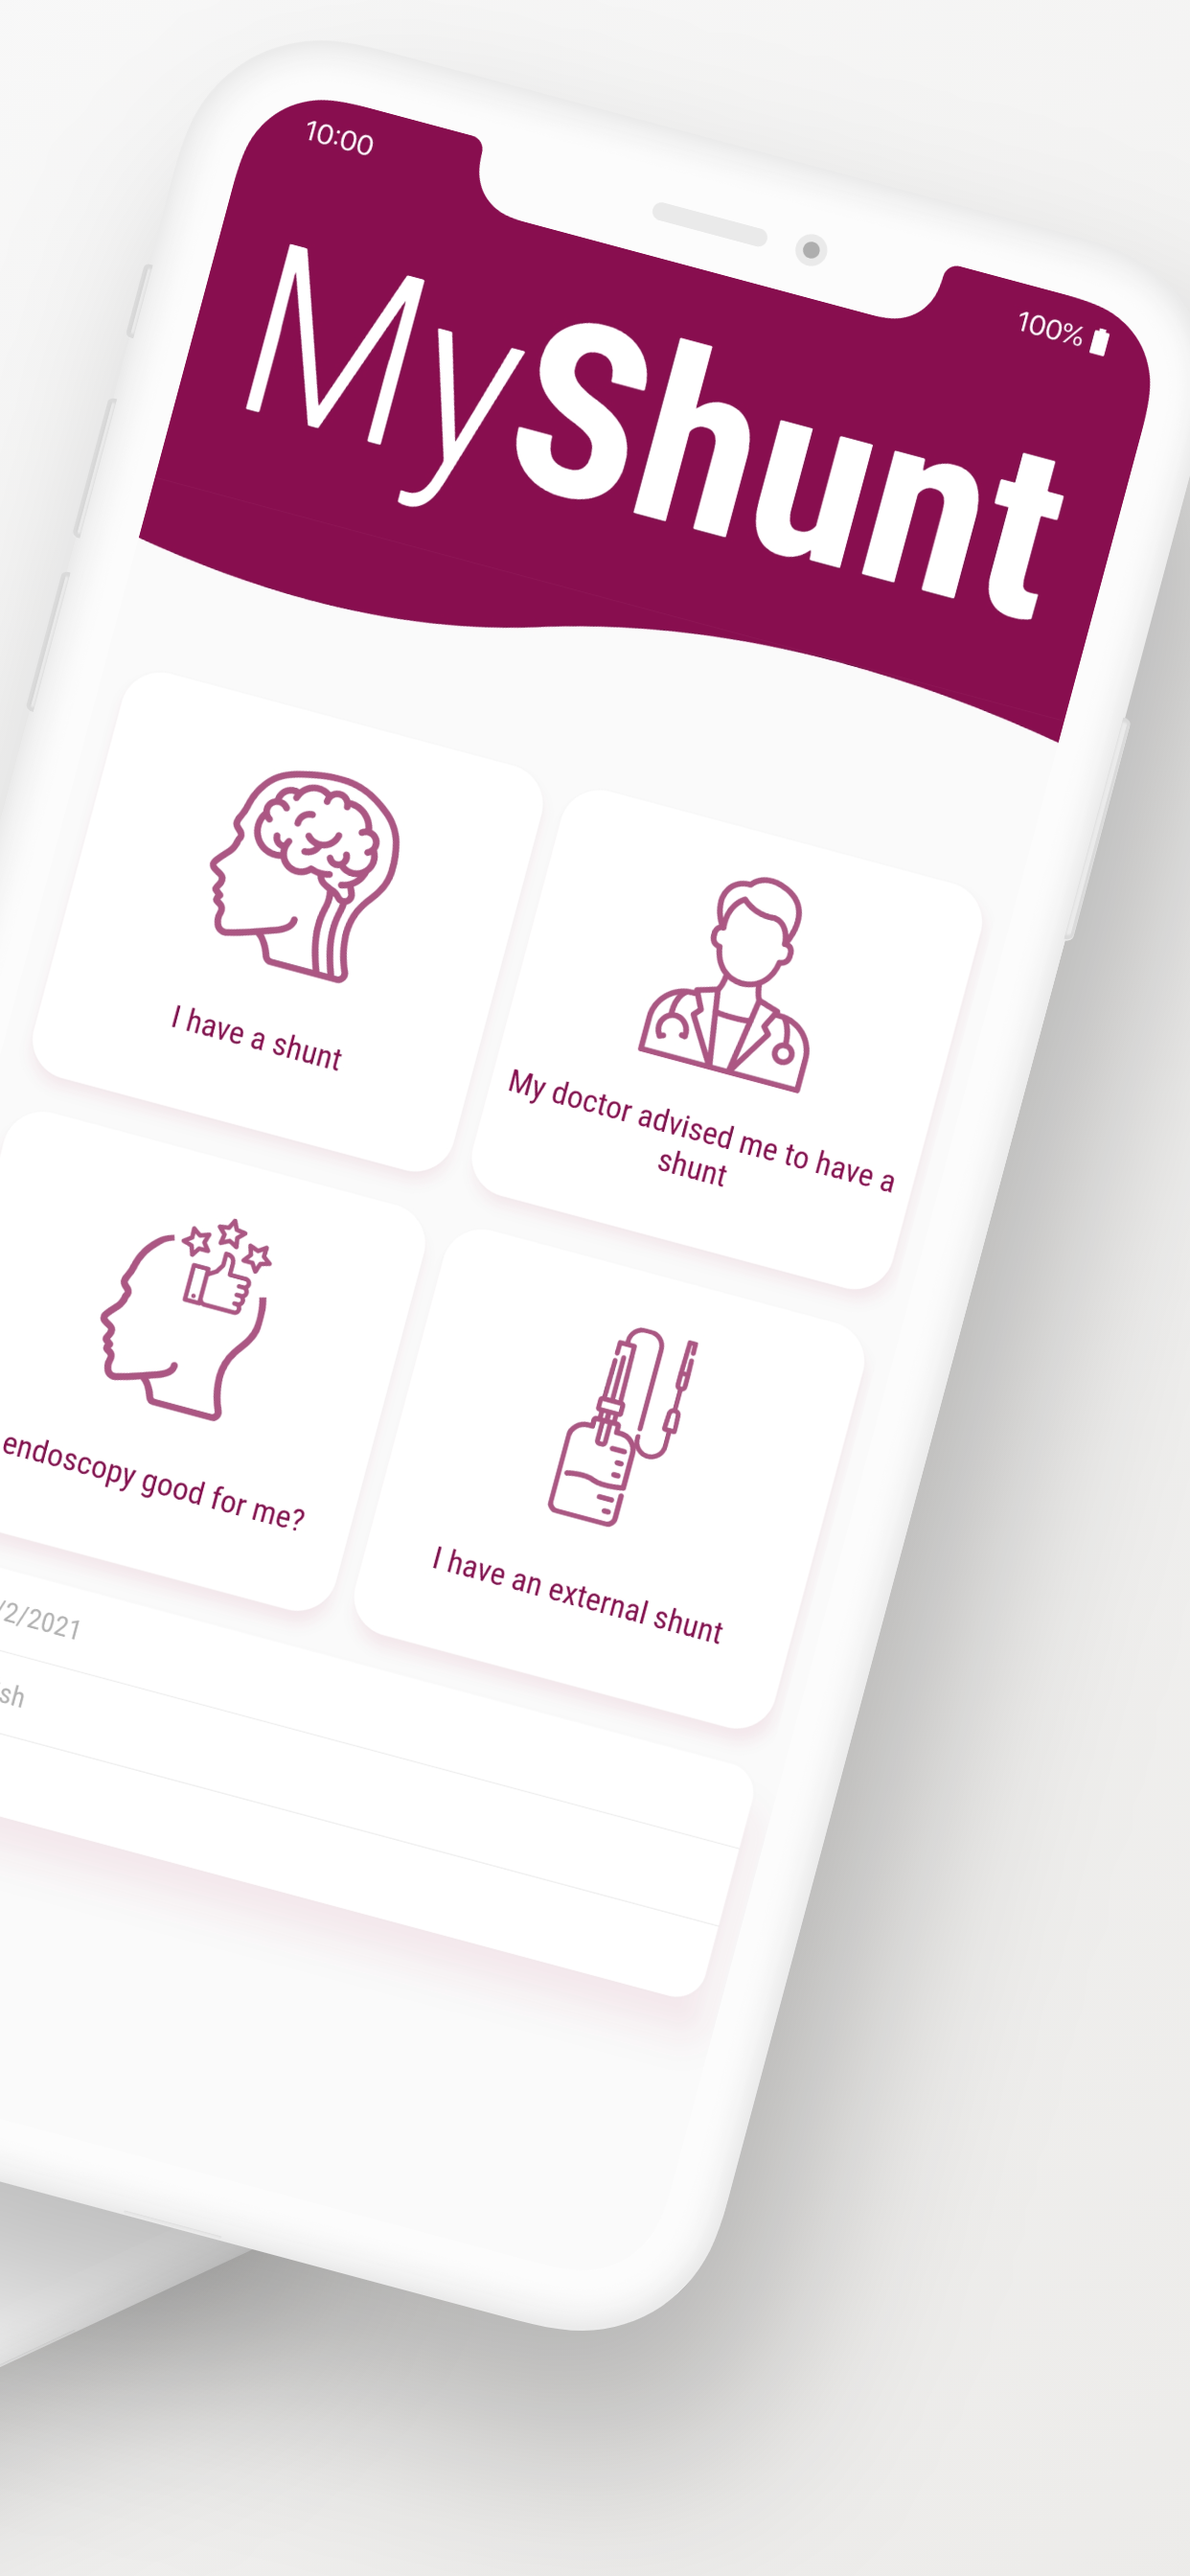 10:00
100%
MyShunt
I have a shunt
My doctor advised me to have a
shunt
endoscopy good for me?
I have an external shunt
/2/2021
sh